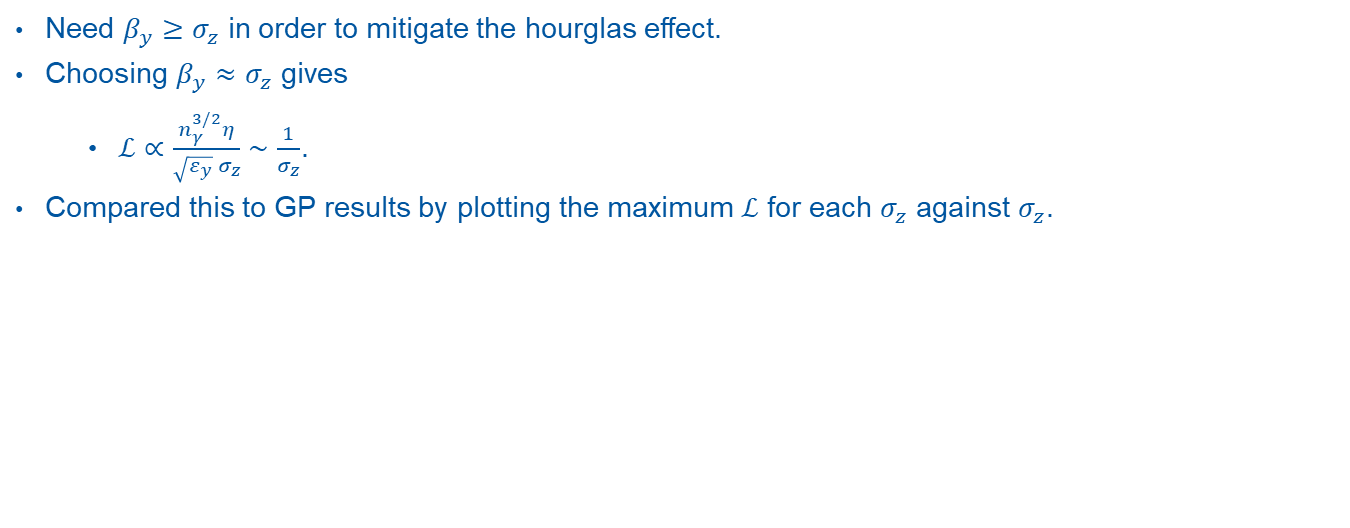 • Need βy ≥ σz in order to mitigate the hourglas effect.
• Choosing βy ≈ σz gives
• ℒ ∝ nγ^3/2 η / √εy σz ~ 1/σz.
• Compared this to GP results by plotting the maximum ℒ for each σz against σz.